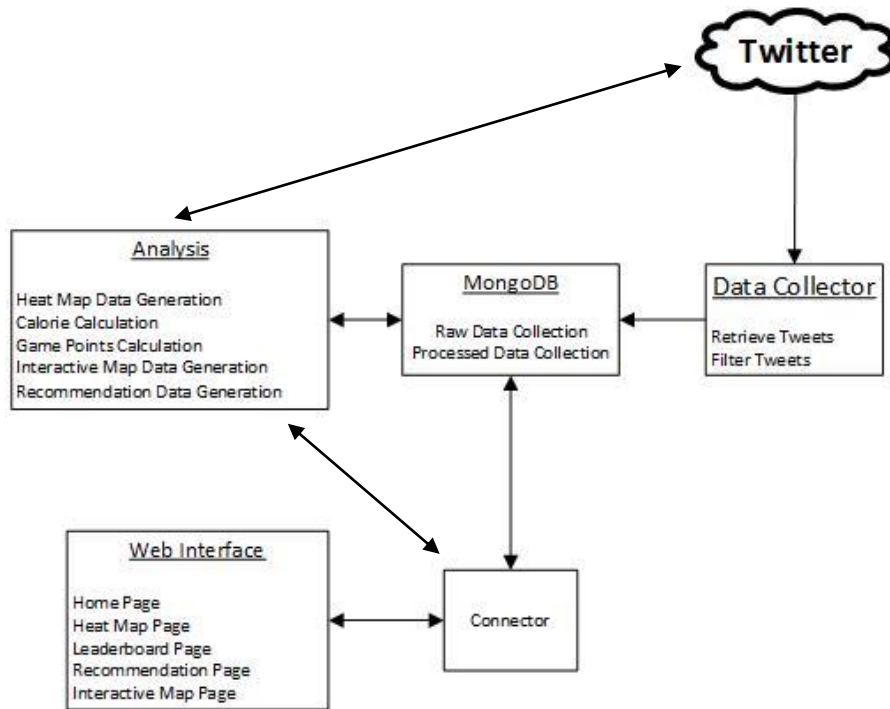 Twitter
Analysis
Heat Map Data Generation
Calorie Calculation
Game Points Calculation
Interactive Map Data Generation
Recommendation Data Generation
MongoDB
Raw Data Collection
Processed Data Collection
Data Collector
Retrieve Tweets
Filter Tweets
Web Interface
Home Page
Heat Map Page
Leaderboard Page
Recommendation Page
Interactive Map Page
Connector